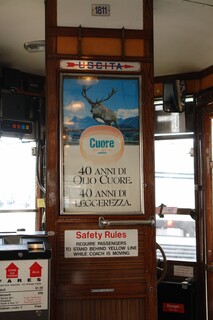 1811
USCITA
Cuore
40 ANNI DI
OLIO CUORE.
40 ANNI DI
LEGGEREZZA.
Safety Rules
REQUIRE PASSENGERS
TO STAND BEHIND YELLOW LINE
WHILE COACH IS MOVING
FARES